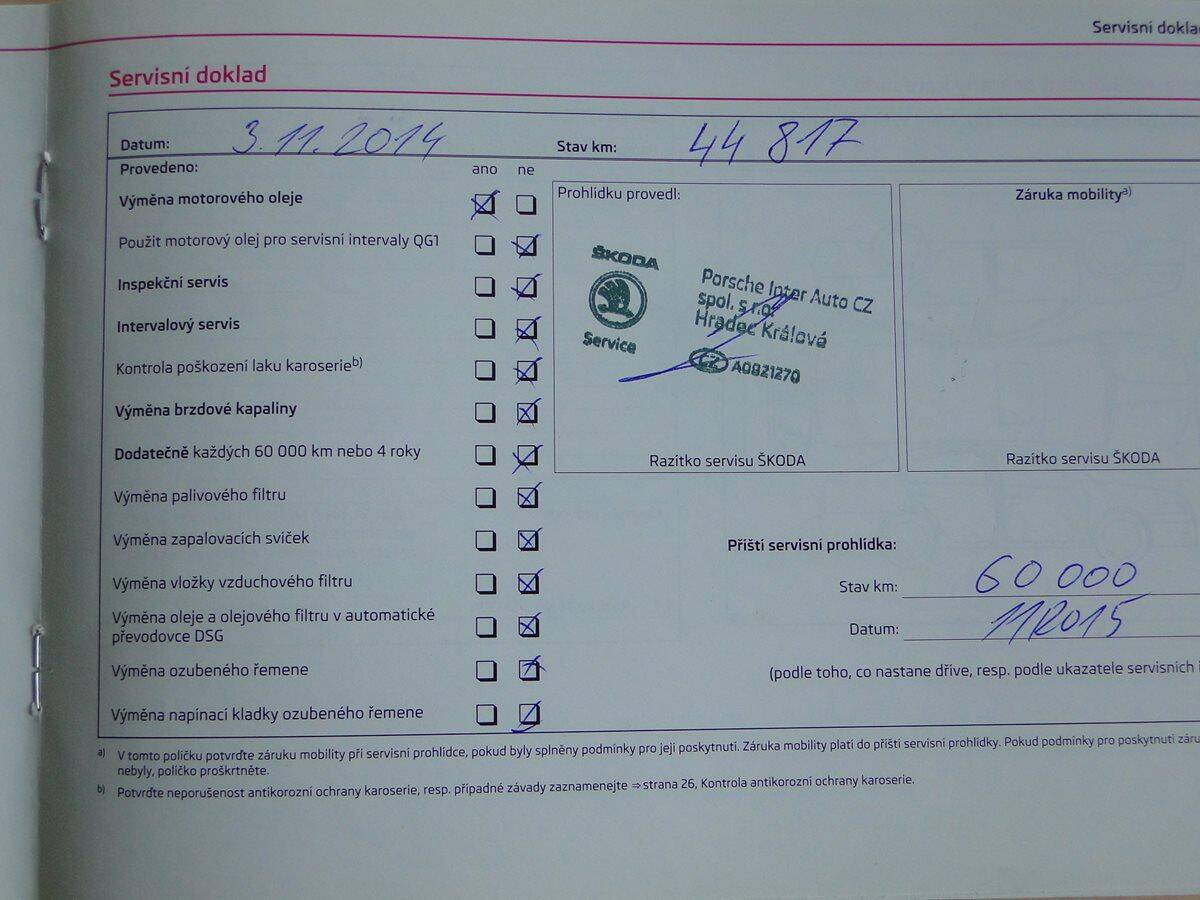 Servisní dokla
Servisní doklad
Datum: 3.11.2014 Stav km: 44 817
Provedeno: ano ne
Výměna motorového oleje
Použit motorový olej pro servisní intervaly QG1
Inspekční servis
Intervalový servis
Kontrola poškození laku karoserie b)
Výměna brzdové kapaliny
Dodatečně každých 60 000 km nebo 4 roky
Výměna palivového filtru
Výměna zapalovacích svíček
Výměna vložky vzduchového filtru
Výměna oleje a olejového filtru v automatické
převodovce DSG
Výměna ozubeného řemene
Výměna napínací kladky ozubeného řemene
Prohlídku provedl:
ŠKODA
Service
Porsche Inter Auto CZ
spol. s r.o.
Hradec Králové
CZ A0821270
Razítko servisu ŠKODA
Záruka mobility a)
Razítko servisu ŠKODA
Příští servisní prohlídka:
Stav km: 60 000
Datum: 11/2015
(podle toho, co nastane dříve, resp. podle ukazatele servisních
a) V tomto políčku potvrďte záruku mobility při servisní prohlídce, pokud byly splněny podmínky pro její poskytnutí. Záruka mobility platí do příští servisní prohlídky. Pokud podmínky pro poskytnutí záru
nebyly, políčko proškrtněte.
b) Potvrďte neporušenost antikorozní ochrany karoserie, resp. případné závady zaznamenejte ⇒ strana 26, Kontrola antikorozní ochrany karoserie.